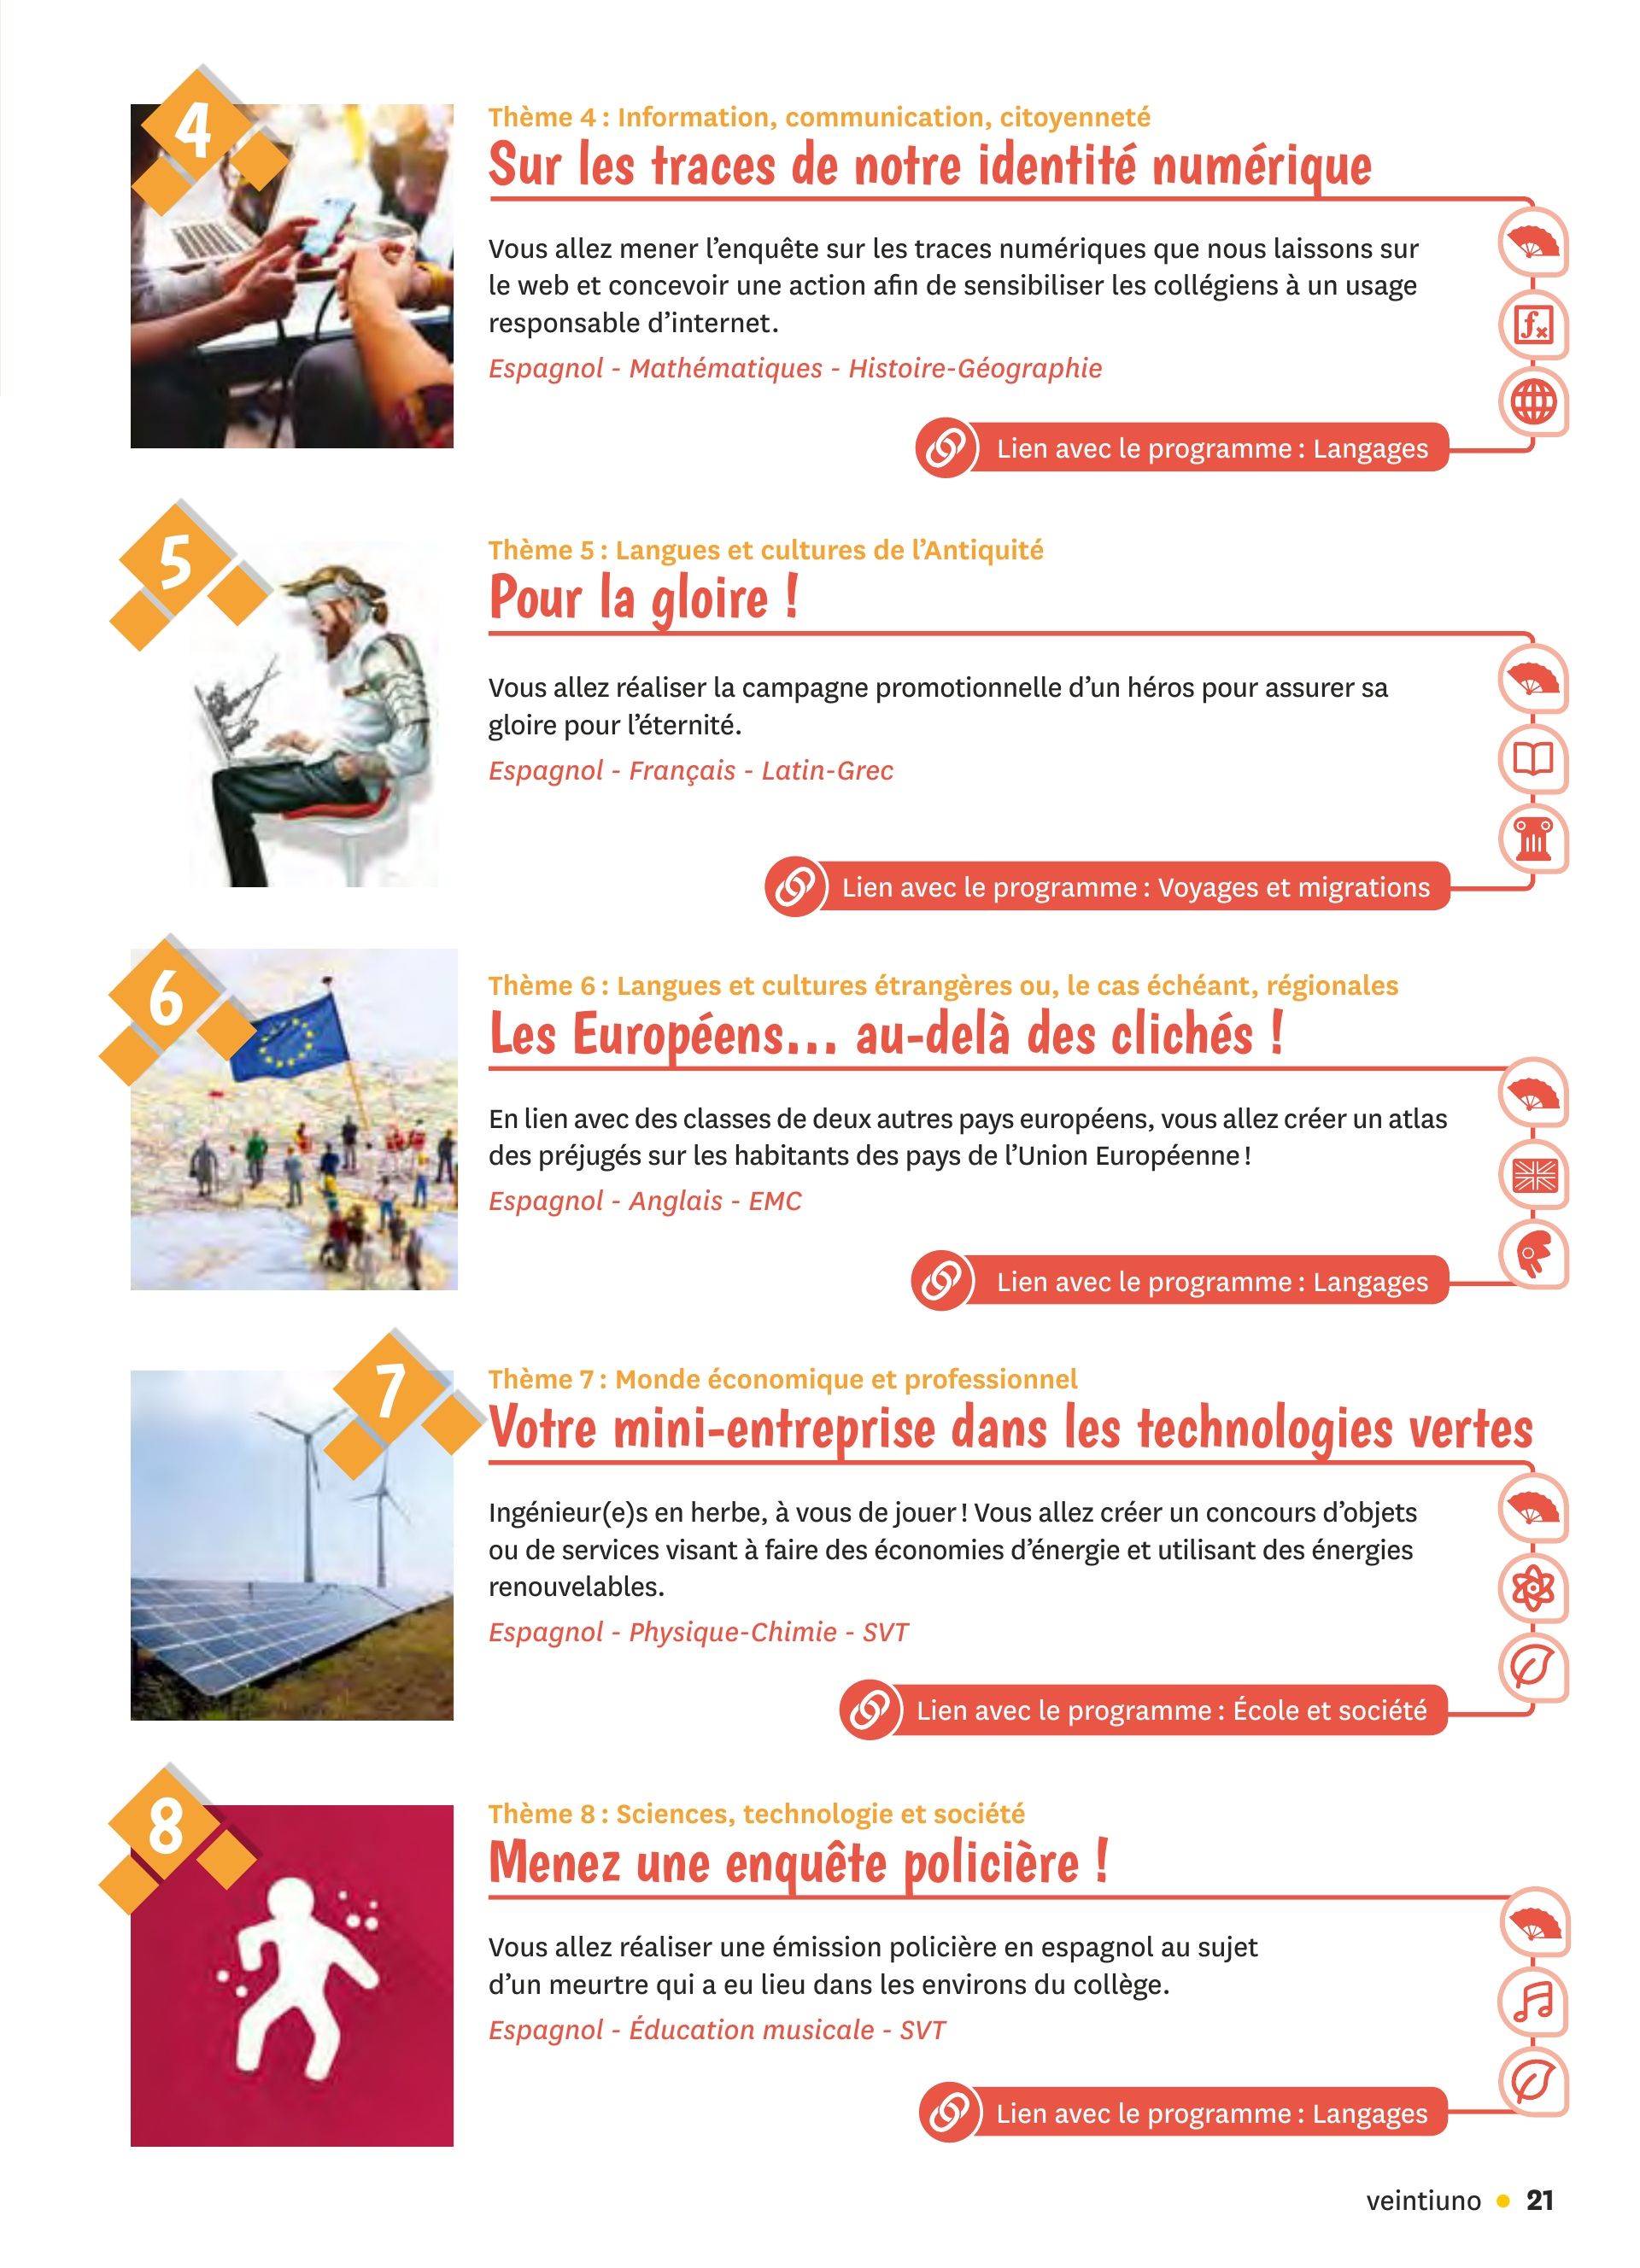 4
Thème 4 : Information, communication, citoyenneté
Sur les traces de notre identité numérique
Vous allez mener l’enquête sur les traces numériques que nous laissons sur
le web et concevoir une action afin de sensibiliser les collégiens à un usage
responsable d’internet.
Espagnol - Mathématiques - Histoire-Géographie
fx
Lien avec le programme : Langages
5
Thème 5 : Langues et cultures de l’Antiquité
Pour la gloire !
Vous allez réaliser la campagne promotionnelle d’un héros pour assurer sa
gloire pour l’éternité.
Espagnol - Français - Latin-Grec
Lien avec le programme : Voyages et migrations
6
Thème 6 : Langues et cultures étrangères ou, le cas échéant, régionales
Les Européens... au-delà des clichés !
En lien avec des classes de deux autres pays européens, vous allez créer un atlas
des préjugés sur les habitants des pays de l’Union Européenne !
Espagnol - Anglais - EMC
Lien avec le programme : Langages
7
Thème 7 : Monde économique et professionnel
Votre mini-entreprise dans les technologies vertes
Ingénieur(e)s en herbe, à vous de jouer ! Vous allez créer un concours d’objets
ou de services visant à faire des économies d’énergie et utilisant des énergies
renouvelables.
Espagnol - Physique-Chimie - SVT
Lien avec le programme : École et société
8
Thème 8 : Sciences, technologie et société
Menez une enquête policière !
Vous allez réaliser une émission policière en espagnol au sujet
d’un meurtre qui a eu lieu dans les environs du collège.
Espagnol - Éducation musicale - SVT
Lien avec le programme : Langages
veintiuno • 21